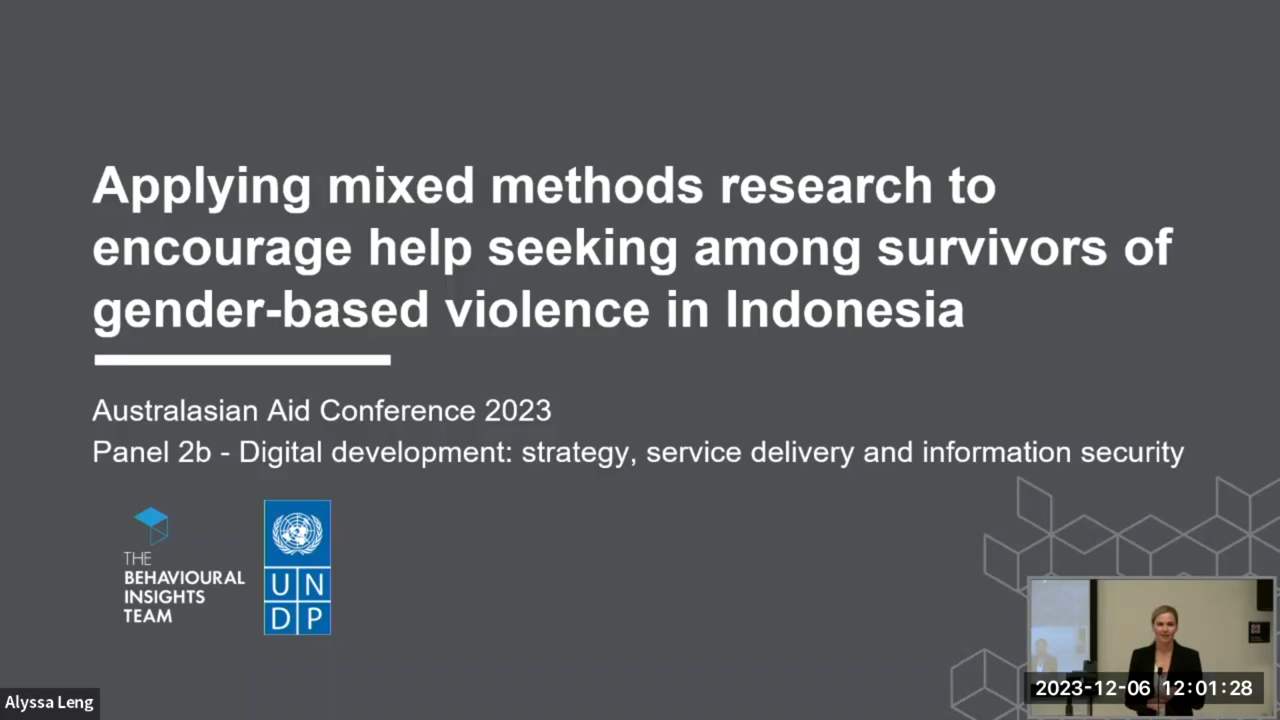 Applying mixed methods research to
encourage help seeking among survivors of
gender-based violence in Indonesia
Australasian Aid Conference 2023
Panel 2b - Digital development: strategy, service delivery and information security
THE
BEHAVIOURAL
INSIGHTS
TEAM
UN
DP
Alyssa Leng
2023-12-06 12:01:28